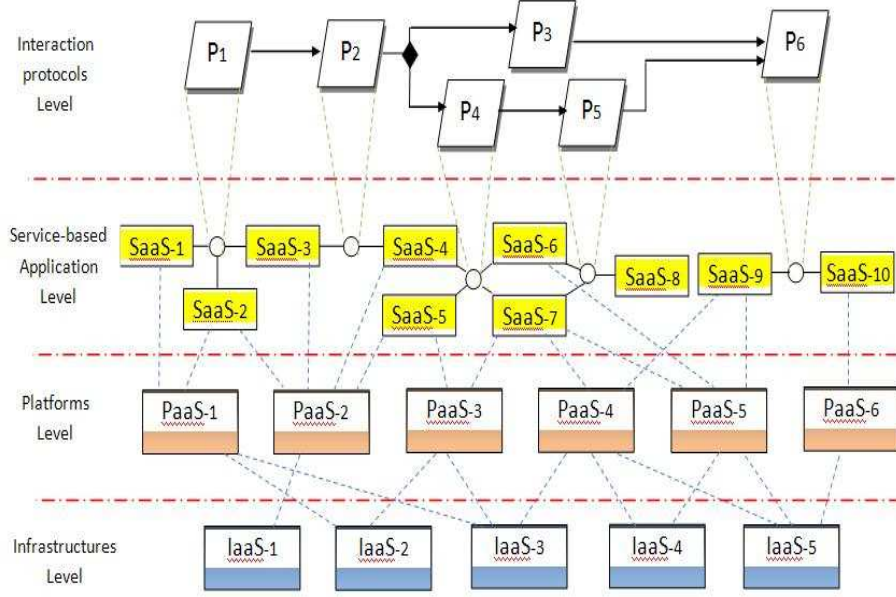 Interaction
protocols
Level
P1
P2
P3
P4
P5
P6
Service-based
Application
Level
SaaS-1
SaaS-2
SaaS-3
SaaS-4
SaaS-5
SaaS-6
SaaS-7
SaaS-8
SaaS-9
SaaS-10
Platforms
Level
PaaS-1
PaaS-2
PaaS-3
PaaS-4
PaaS-5
PaaS-6
Infrastructures
Level
IaaS-1
IaaS-2
IaaS-3
IaaS-4
IaaS-5